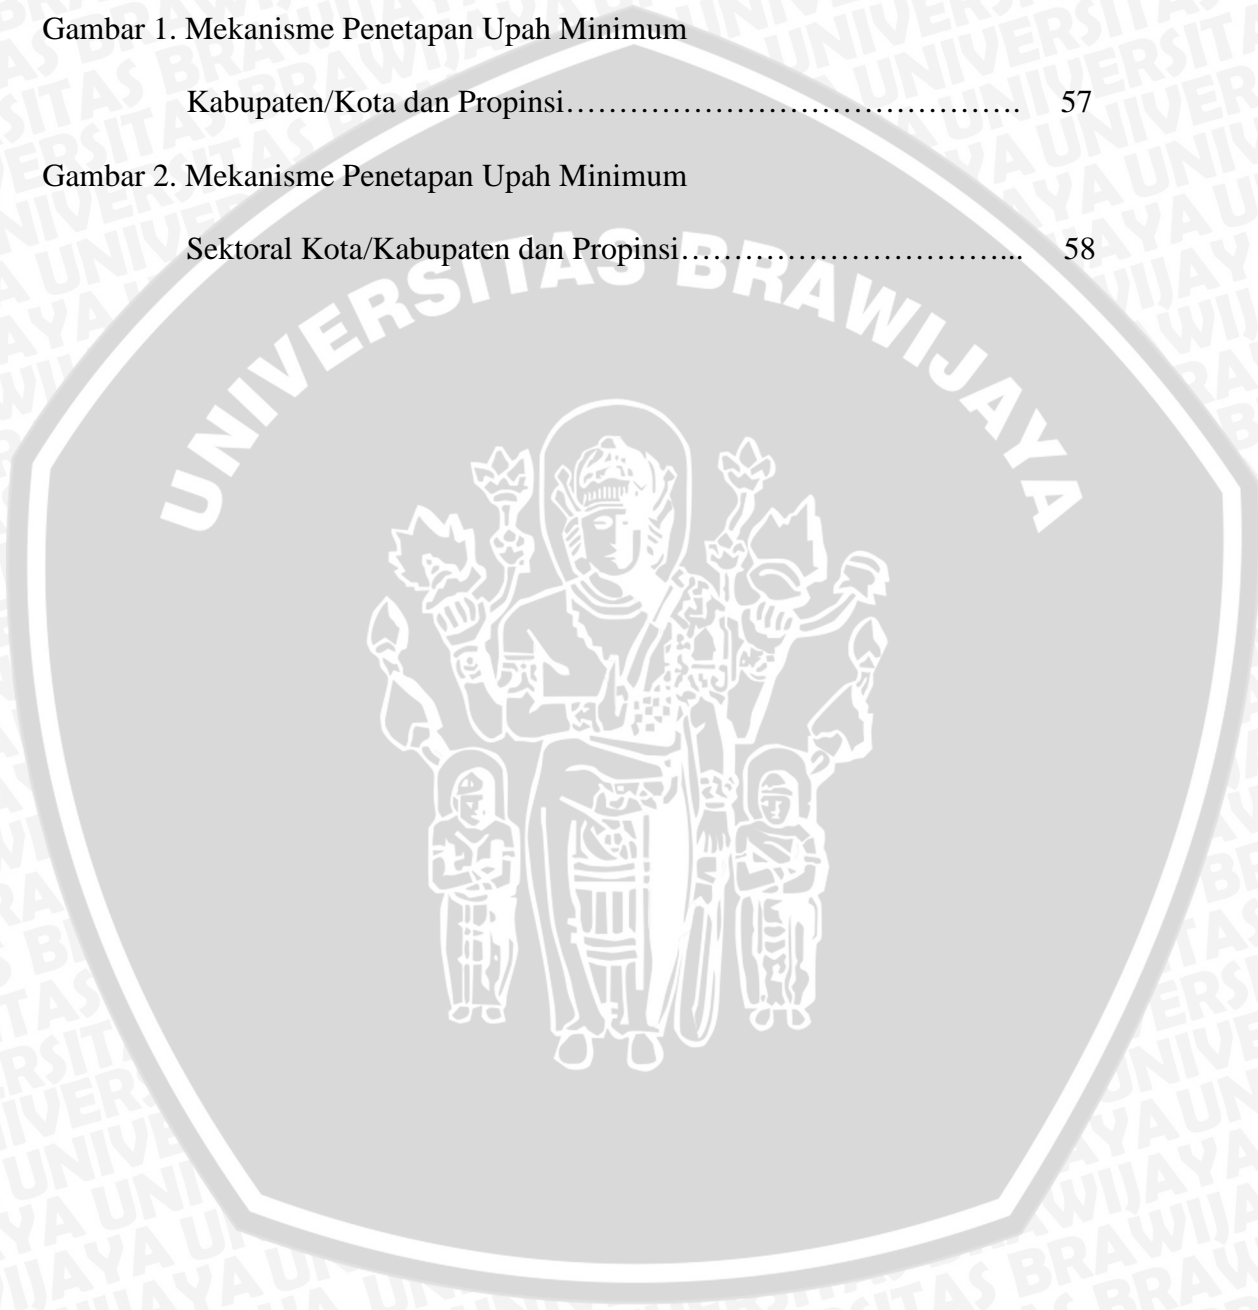 Gambar 1. Mekanisme Penetapan Upah Minimum
Kabupaten/Kota dan Propinsi……………………………………. 57
Gambar 2. Mekanisme Penetapan Upah Minimum
Sektoral Kota/Kabupaten dan Propinsi…………………………... 58
UNIVERSITAS BRAWIJAYA